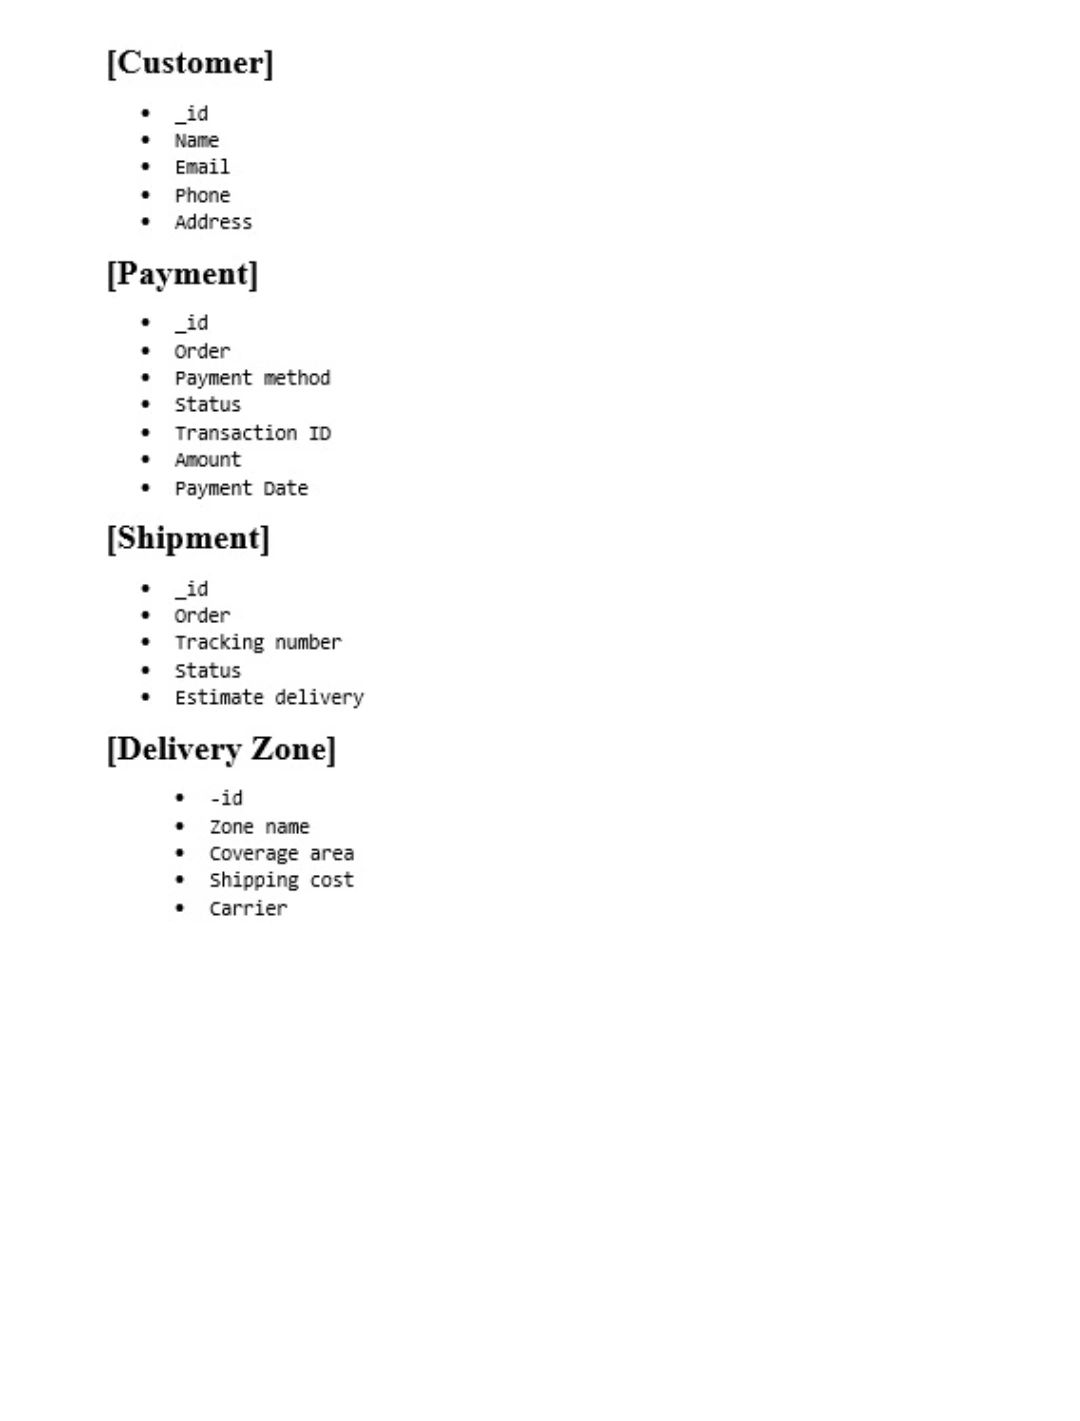 [Customer]
• _id
• Name
• Email
• Phone
• Address
[Payment]
• _id
• Order
• Payment method
• Status
• Transaction ID
• Amount
• Payment Date
[Shipment]
• _id
• Order
• Tracking number
• Status
• Estimate delivery
[Delivery Zone]
• -id
• Zone name
• Coverage area
• Shipping cost
• Carrier